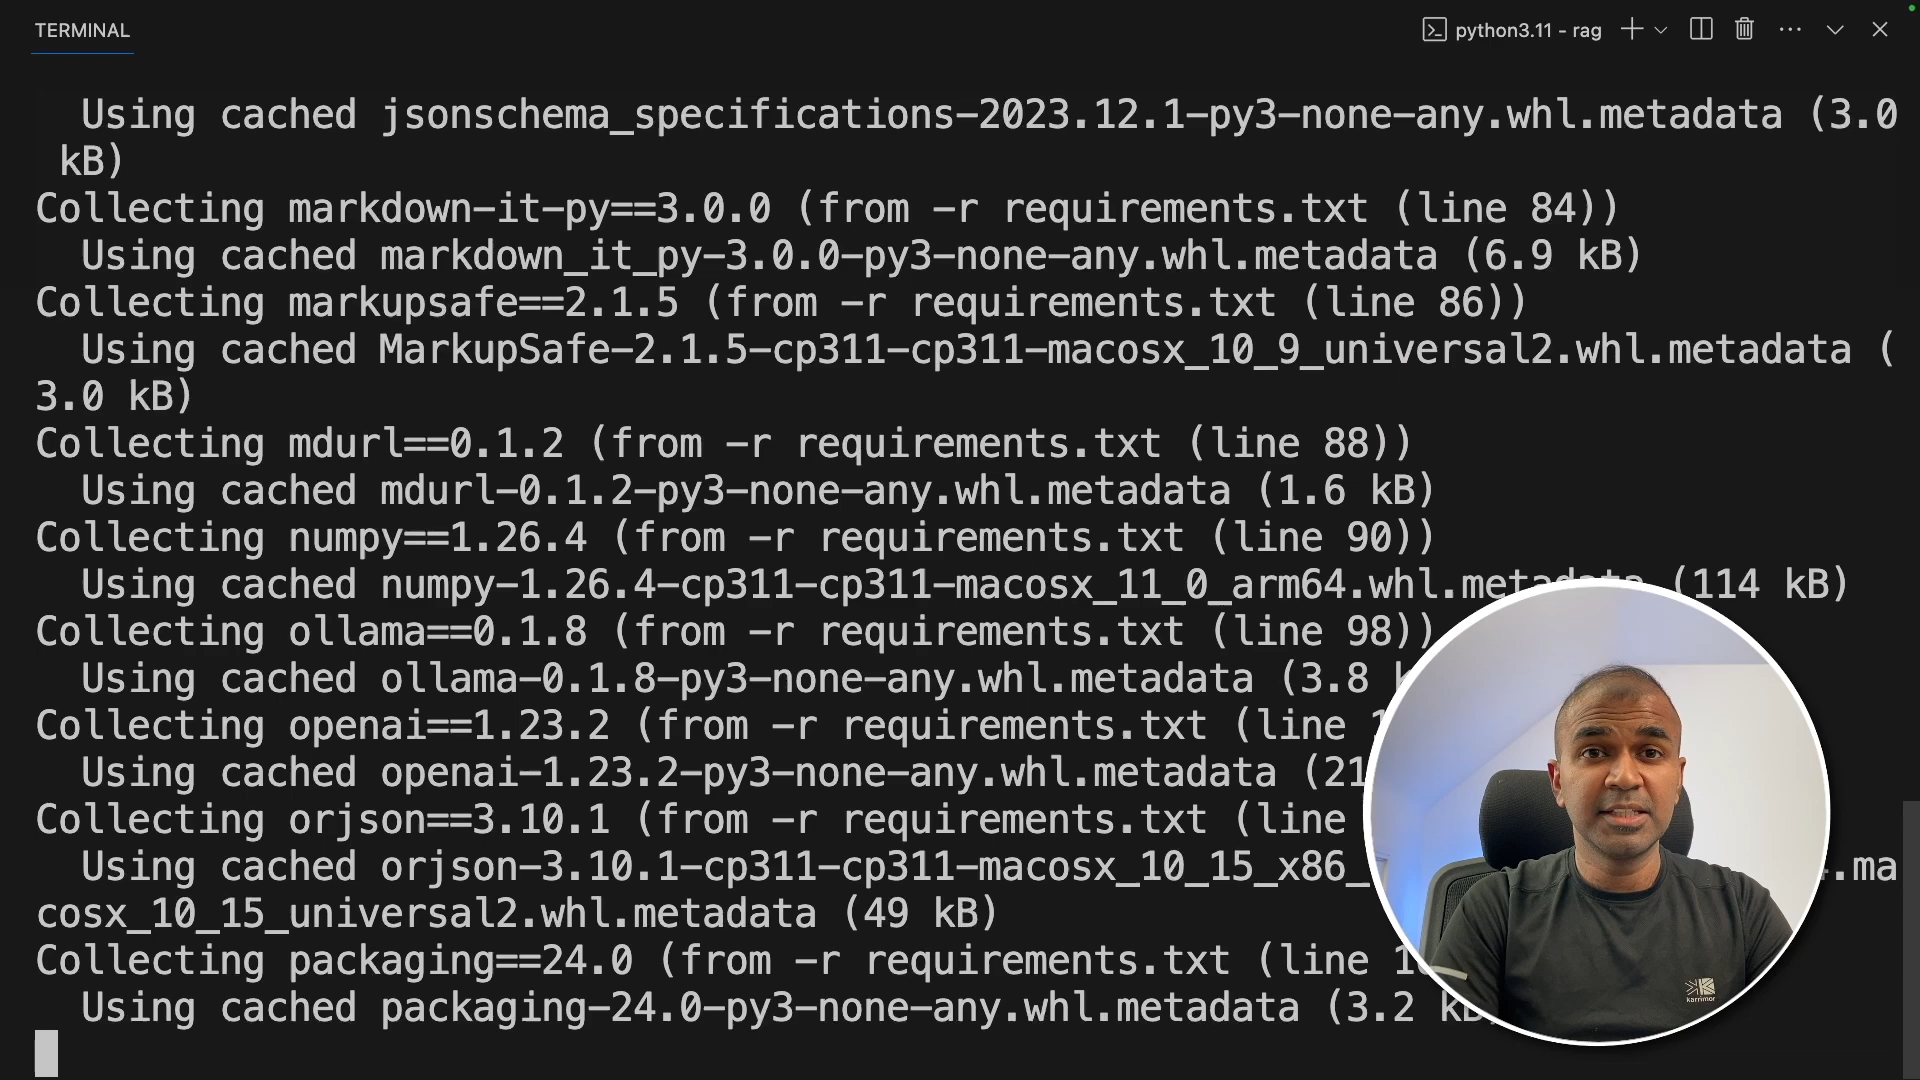 TERMINAL
python3.11 - rag
Using cached jsonschema_specifications-2023.12.1-py3-none-any.whl.metadata (3.0
kB)
Collecting markdown-it-py==3.0.0 (from -r requirements.txt (line 84))
Using cached markdown_it_py-3.0.0-py3-none-any.whl.metadata (6.9 kB)
Collecting markupsafe==2.1.5 (from -r requirements.txt (line 86))
Using cached MarkupSafe-2.1.5-cp311-cp311-macosx_10_9_universal2.whl.metadata (
3.0 kB)
Collecting mdurl==0.1.2 (from -r requirements.txt (line 88))
Using cached mdurl-0.1.2-py3-none-any.whl.metadata (1.6 kB)
Collecting numpy==1.26.4 (from -r requirements.txt (line 90))
Using cached numpy-1.26.4-cp311-cp311-macosx_11_0_arm64.whl.metadata (114 kB)
Collecting ollama==0.1.8 (from -r requirements.txt (line 98))
Using cached ollama-0.1.8-py3-none-any.whl.metadata (3.8
Collecting openai==1.23.2 (from -r requirements.txt (line
Using cached openai-1.23.2-py3-none-any.whl.metadata (21
Collecting orjson==3.10.1 (from -r requirements.txt (line
Using cached orjson-3.10.1-cp311-cp311-macosx_10_15_x86_ .ma
cosx_10_15_universal2.whl.metadata (49 kB)
Collecting packaging==24.0 (from -r requirements.txt (line
Using cached packaging-24.0-py3-none-any.whl.metadata (3.2 kB
karrimor